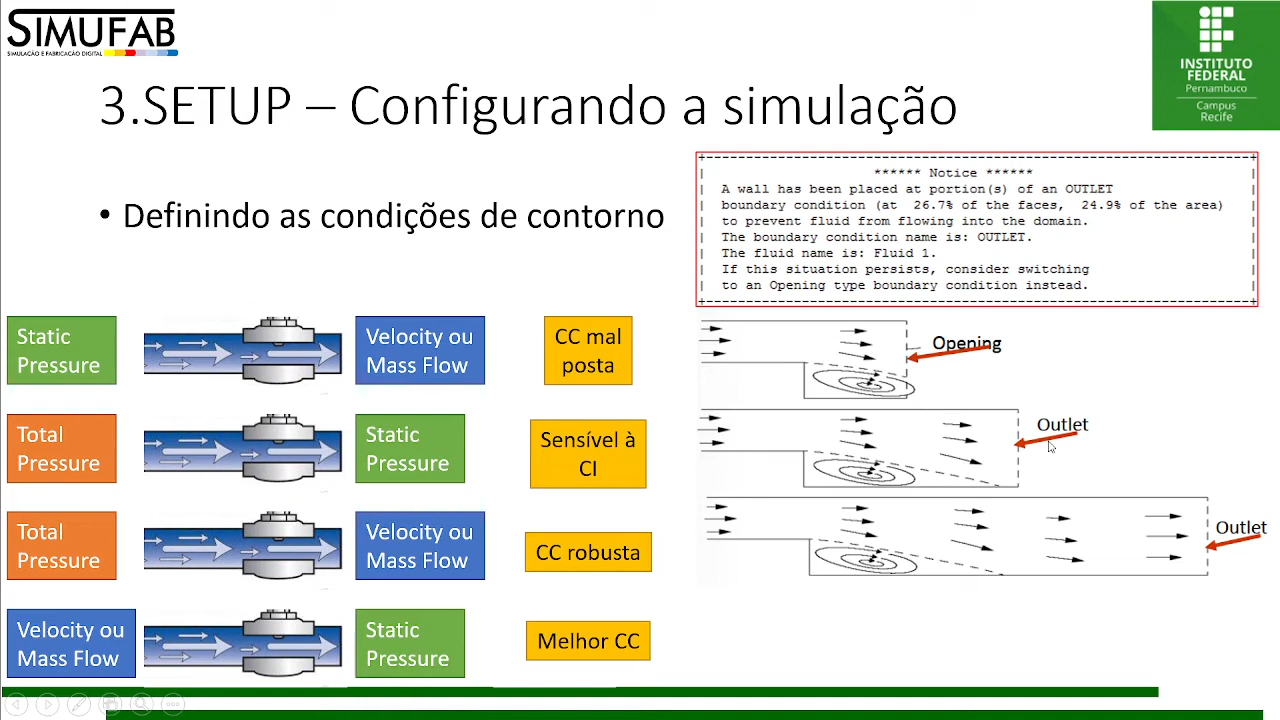 SIMUFAB
SIMULAÇÃO E FABRICAÇÃO DIGITAL
INSTITUTO
FEDERAL
Pernambuco
Campus
Recife
3.SETUP – Configurando a simulação
• Definindo as condições de contorno
****** Notice ******
A wall has been placed at portion(s) of an OUTLET
boundary condition (at 26.7% of the faces, 24.9% of the area)
to prevent fluid from flowing into the domain.
The boundary condition name is: OUTLET.
The fluid name is: Fluid 1.
If this situation persists, consider switching
to an Opening type boundary condition instead.
Static
Pressure
Velocity ou
Mass Flow
CC mal
posta
Opening
Total
Pressure
Static
Pressure
Sensível à
CI
Outlet
Total
Pressure
Velocity ou
Mass Flow
CC robusta
Outlet
Velocity ou
Mass Flow
Static
Pressure
Melhor CC